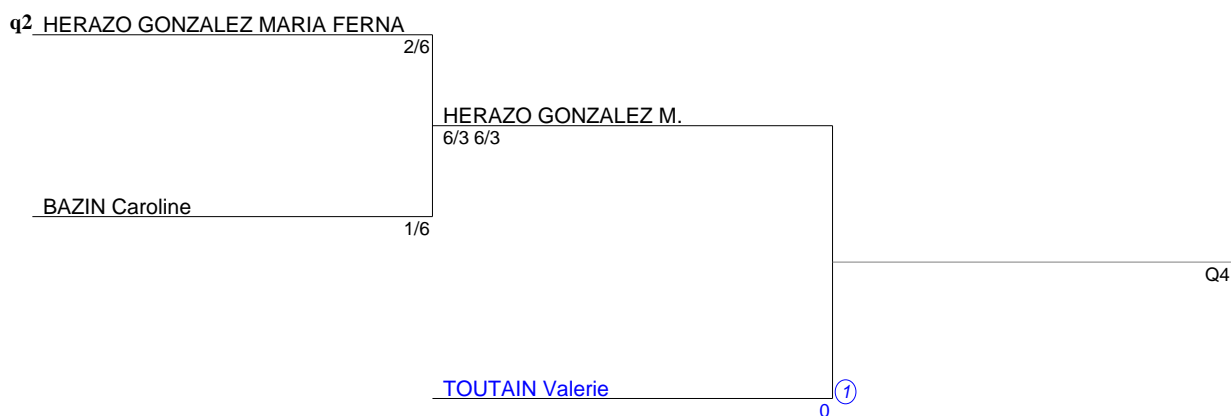 q2 HERAZO GONZALEZ MARIA FERNA
2/6
HERAZO GONZALEZ M.
6/3 6/3
BAZIN Caroline
1/6
Q4
TOUTAIN Valerie
1
0